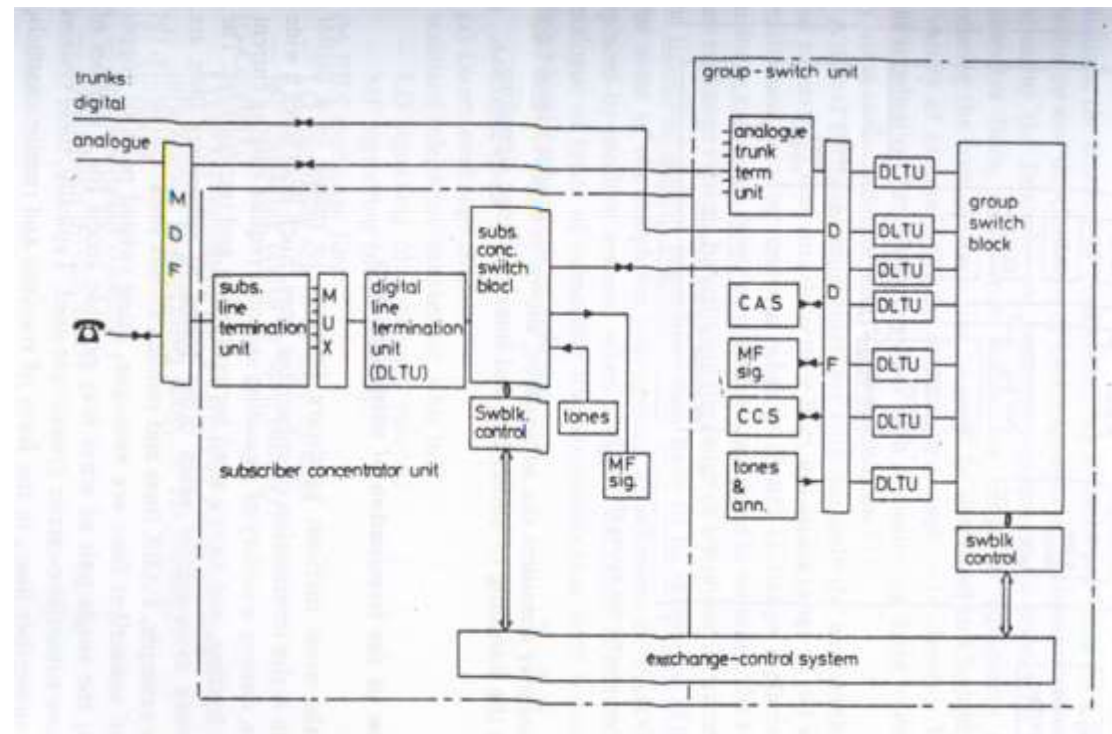 trunks:
digital
analogue
M
D
F
group-switch unit
analogue
trunk
term
unit
D
D
F
DLTU
DLTU
DLTU
DLTU
DLTU
DLTU
DLTU
group
switch
block
CAS
MF
sig.
CCS
tones
&
ann.
swblk
control
subs.
line
termination
unit
M
U
X
digital
line
termination
unit
(DLTU)
subs.
conc.
switch
blocl
Swblk.
control
tones
MF
sig.
subscriber concentrator unit
exechange-control system